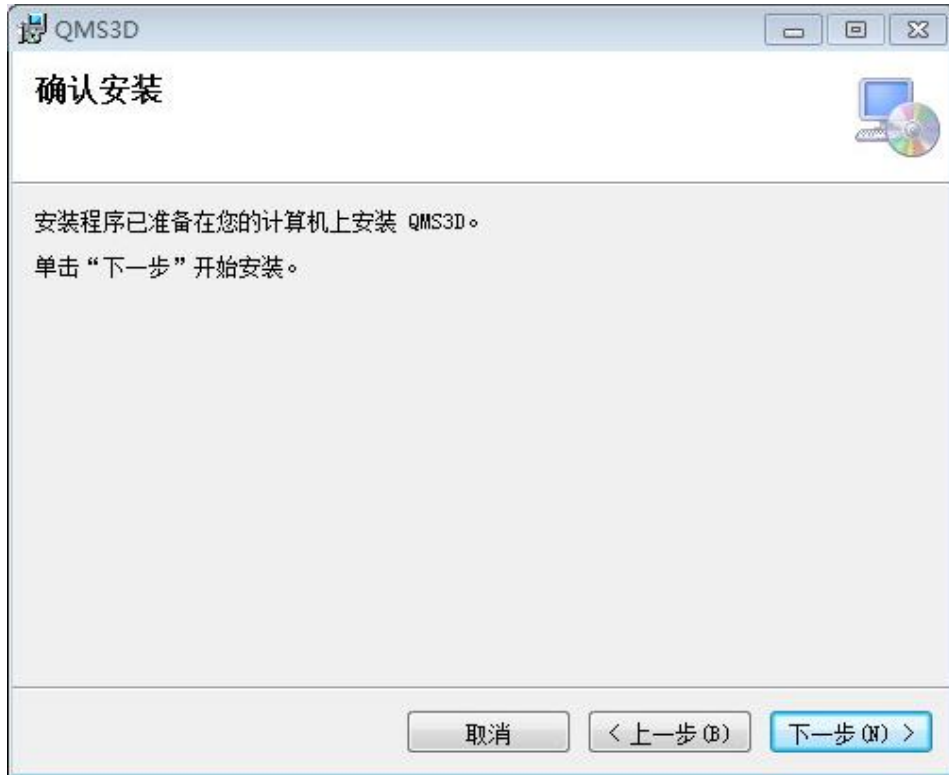 QMS3D
确认安装
安装程序已准备在您的计算机上安装 QMS3D。
单击“下一步”开始安装。
取消
< 上一步(B)
下一步(N) >